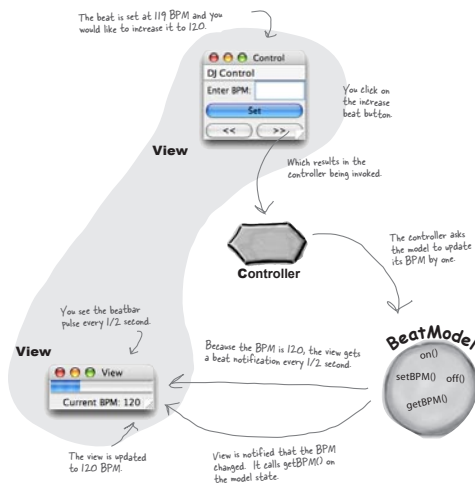 The beat is set at 119 BPM and you
would like to increase it to 120.
Control
DJ Control
Enter BPM:
Set
<<
>>
You click on
the increase
beat button.
View
Which results in the
controller being invoked.
Controller
The controller asks
the model to update
its BPM by one.
You see the beatbar
pulse every 1/2 second.
View
View
Current BPM: 120
Because the BPM is 120, the view gets
a beat notification every 1/2 second.
BeatModel
on()
setBPM()
off()
getBPM()
The view is updated
to 120 BPM.
View is notified that the BPM
changed. It calls getBPM() on
the model state.